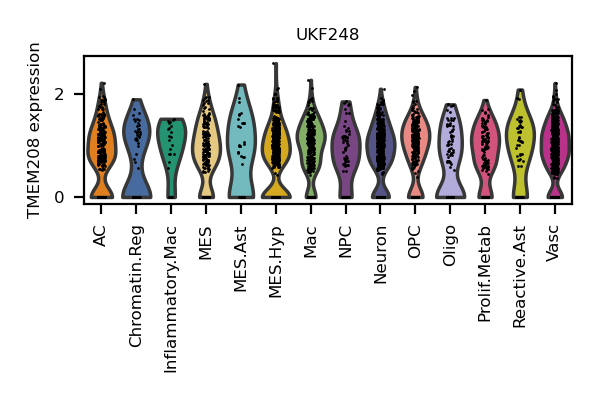 UKF248
TMEM208 expression
2
0
AC
Chromatin.Reg
Inflammatory.Mac
MES
MES.Ast
MES.Hyp
Mac
NPC
Neuron
OPC
Oligo
Prolif.Metab
Reactive.Ast
Vasc